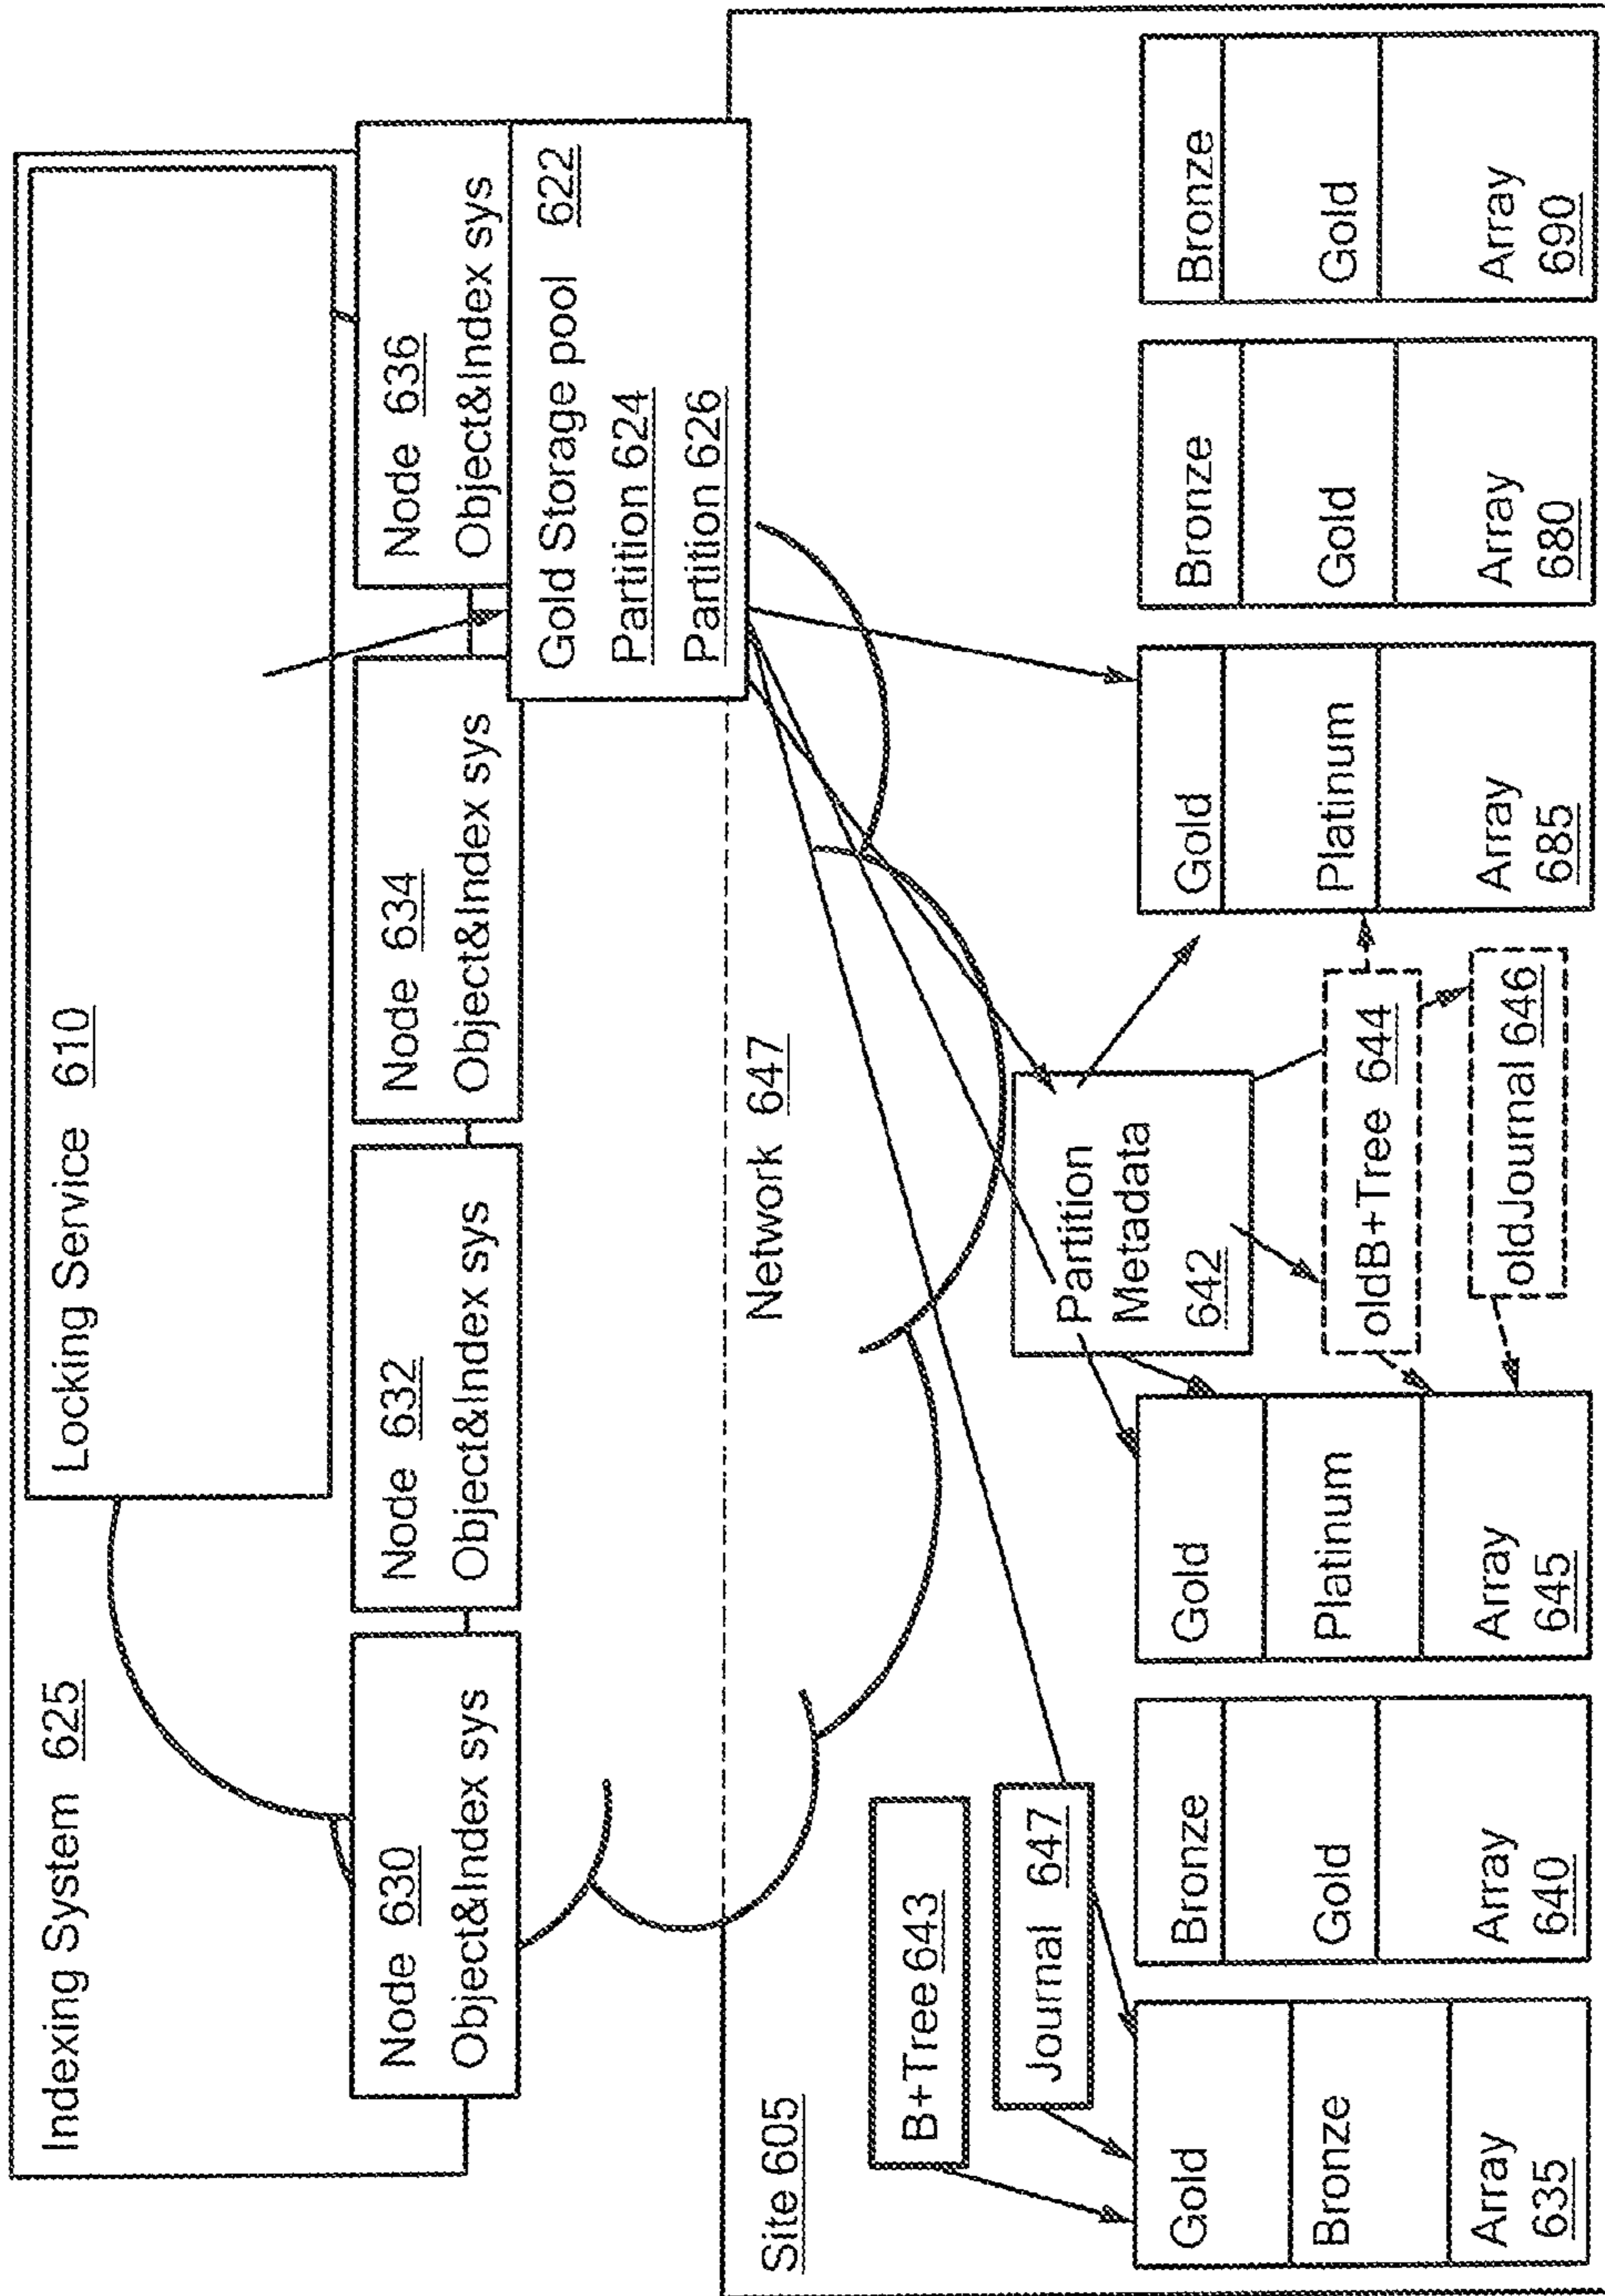 Indexing System 625
Locking Service 610
Node 630
Object&Index sys
Node 632
Object&Index sys
Node 634
Object&Index sys
Node 636
Object&Index sys
Gold Storage pool 622
Partition 624
Partition 626
Site 605
Network 647
B+Tree 643
Journal 647
Partition
Metadata
642
oldB+Tree 644
oldJournal 646
Gold
Bronze
Array
635
Bronze
Gold
Array
640
Gold
Platinum
Array
645
Gold
Platinum
Array
685
Bronze
Gold
Array
680
Bronze
Gold
Array
690